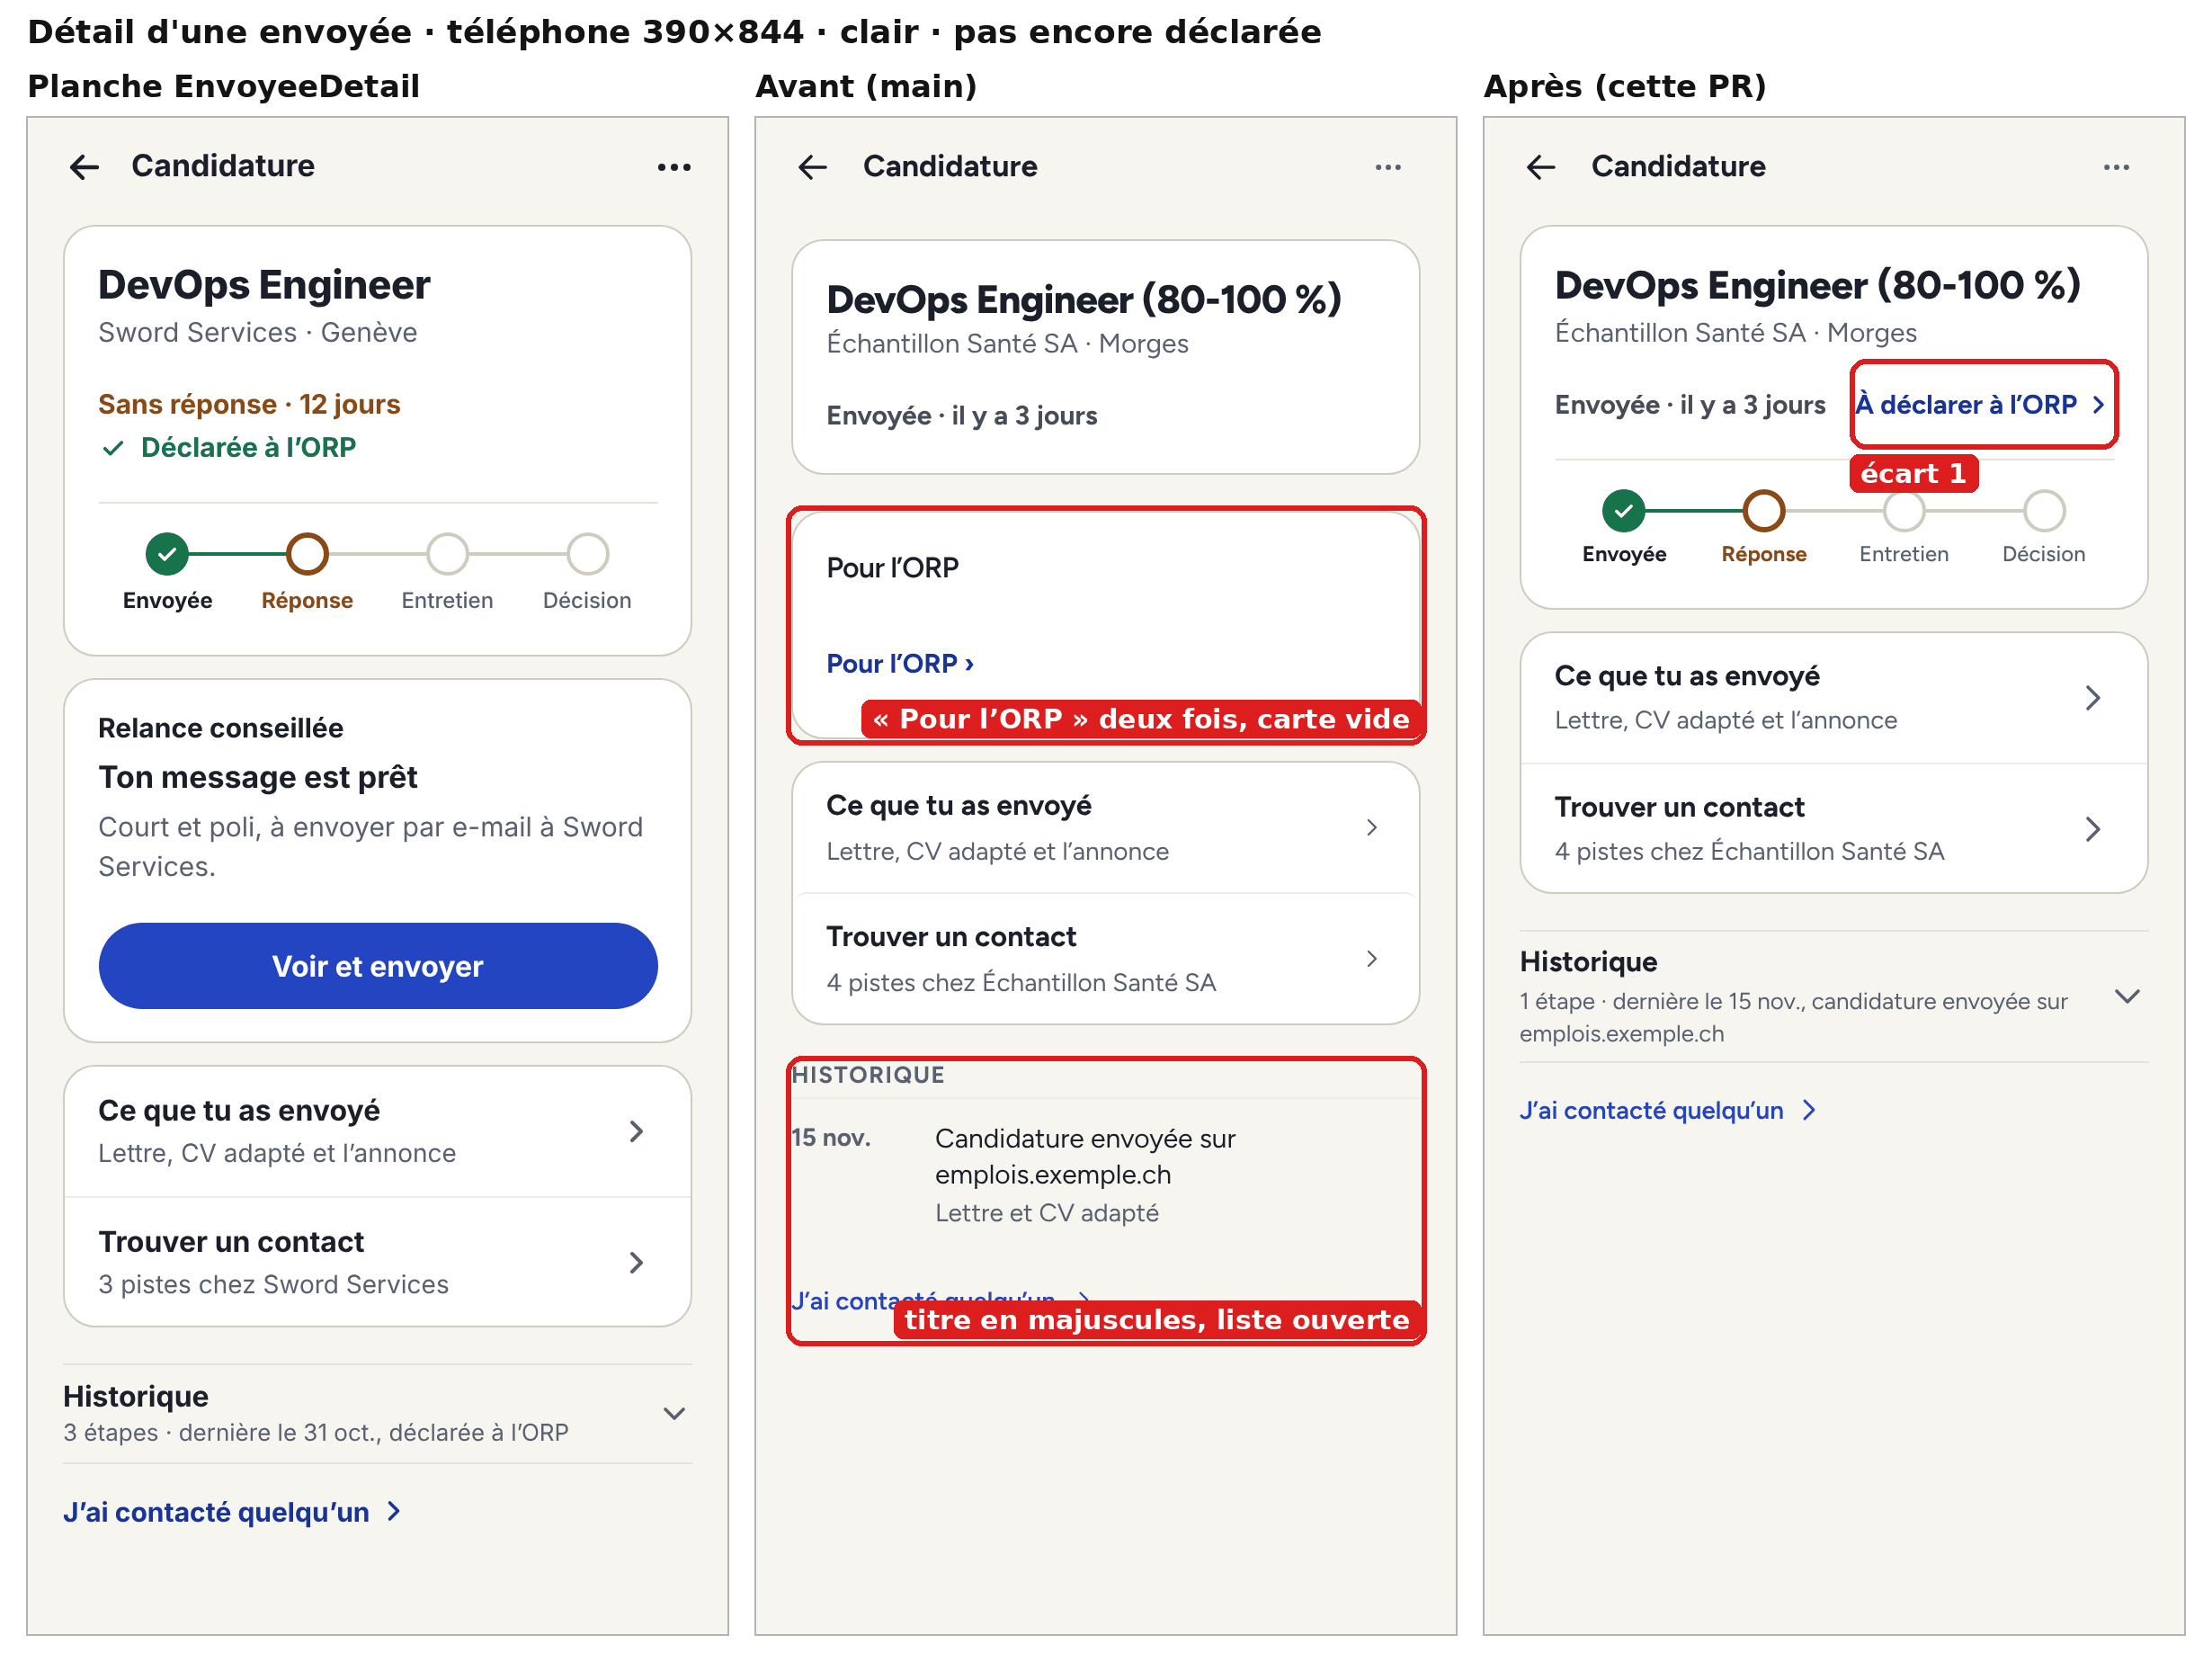 Détail d'une envoyée · téléphone 390×844 · clair · pas encore déclarée
Planche EnvoyeeDetail
Candidature
DevOps Engineer
Sword Services · Genève
Sans réponse · 12 jours
Déclarée à l’ORP
Envoyée
Réponse
Entretien
Décision
Relance conseillée
Ton message est prêt
Court et poli, à envoyer par e-mail à Sword
Services.
Voir et envoyer
Ce que tu as envoyé
Lettre, CV adapté et l’annonce
Trouver un contact
3 pistes chez Sword Services
Historique
3 étapes · dernière le 31 oct., déclarée à l’ORP
J’ai contacté quelqu’un
Avant (main)
Candidature
DevOps Engineer (80-100 %)
Échantillon Santé SA · Morges
Envoyée · il y a 3 jours
Pour l’ORP
Pour l’ORP ›
« Pour l’ORP » deux fois, carte vide
Ce que tu as envoyé
Lettre, CV adapté et l’annonce
Trouver un contact
4 pistes chez Échantillon Santé SA
HISTORIQUE
15 nov.
Candidature envoyée sur
emplois.exemple.ch
Lettre et CV adapté
J’ai contacté quelqu’un
titre en majuscules, liste ouverte
Après (cette PR)
Candidature
DevOps Engineer (80-100 %)
Échantillon Santé SA · Morges
Envoyée · il y a 3 jours
À déclarer à l’ORP
écart 1
Envoyée
Réponse
Entretien
Décision
Ce que tu as envoyé
Lettre, CV adapté et l’annonce
Trouver un contact
4 pistes chez Échantillon Santé SA
Historique
1 étape · dernière le 15 nov., candidature envoyée sur
emplois.exemple.ch
J’ai contacté quelqu’un